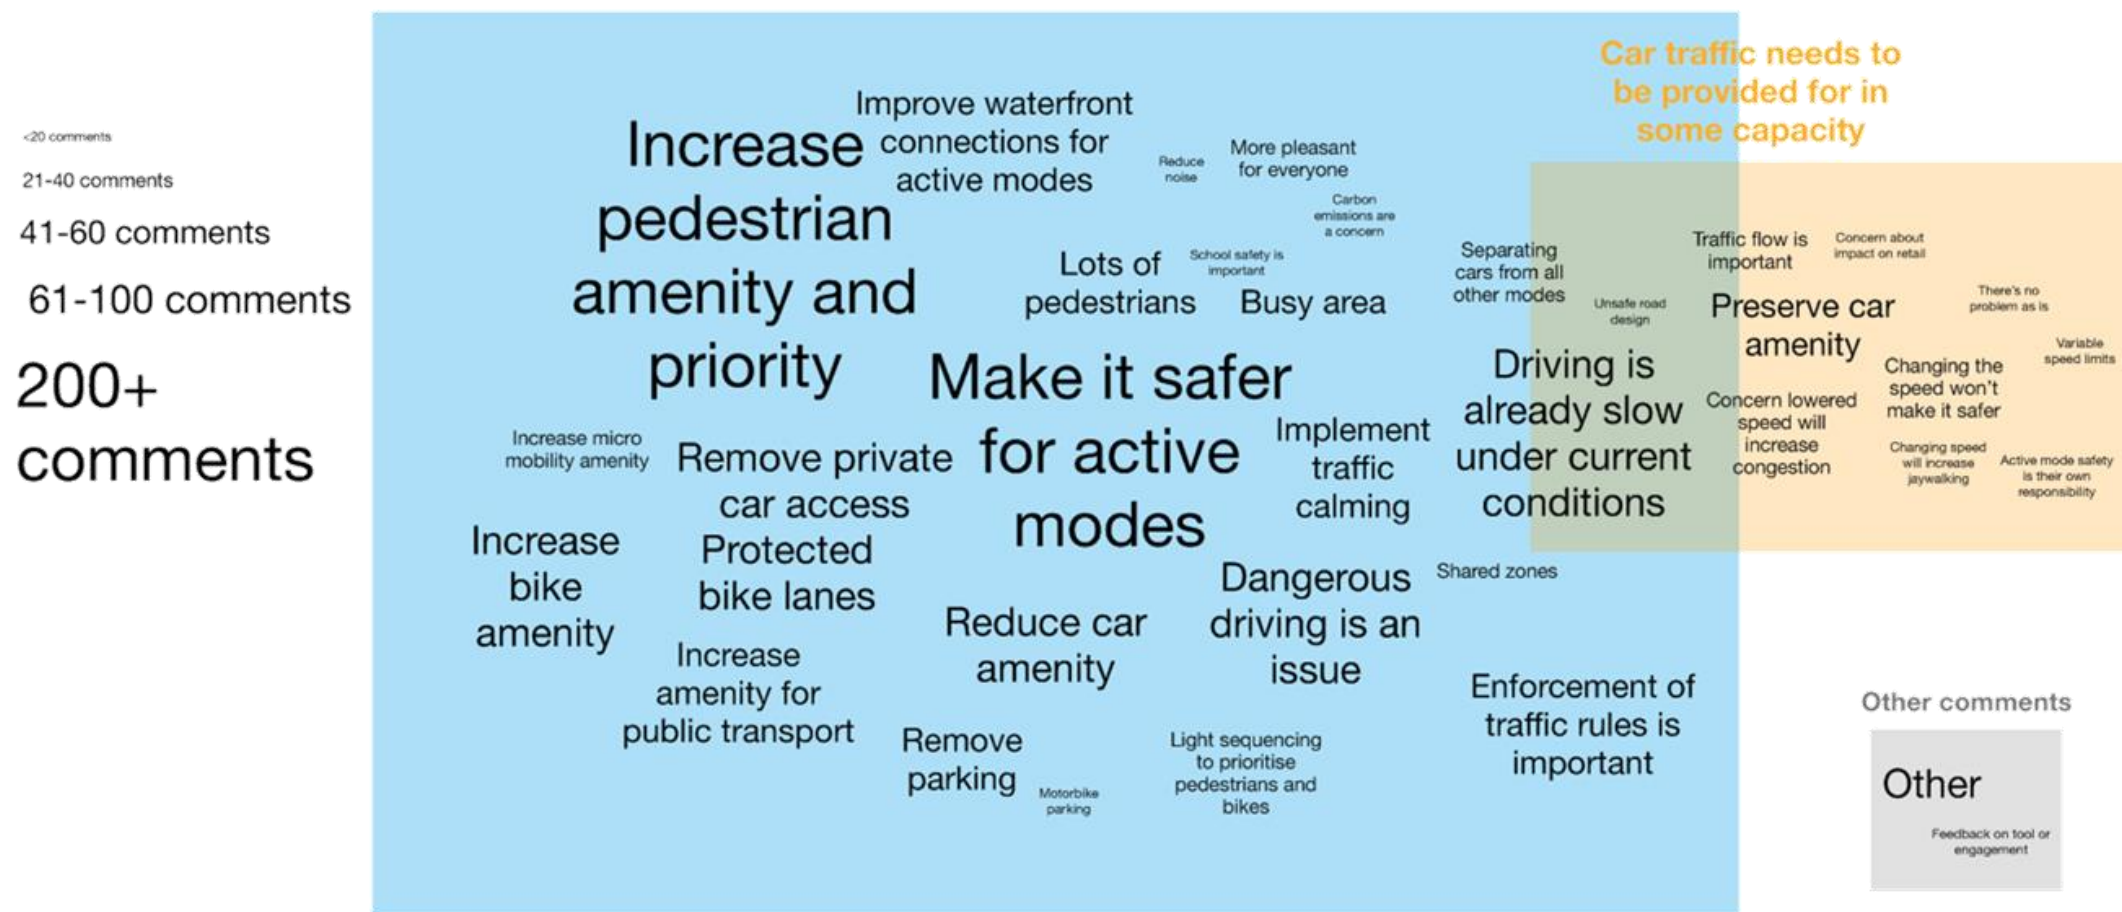 <20 comments
21-40 comments
41-60 comments
61-100 comments
200+
comments
Improve waterfront
connections for
active modes
Increase
pedestrian
amenity and
priority
Reduce
noise
More pleasant
for everyone
Carbon
emissions are
a concern
Lots of
pedestrians
School safety is
important
Busy area
Make it safer
for active
modes
Increase micro
mobility amenity
Remove private
car access
Implement
traffic
calming
Increase
bike
amenity
Protected
bike lanes
Reduce car
amenity
Dangerous
driving is an
issue
Shared zones
Increase
amenity for
public transport
Remove
parking
Motorbike
parking
Light sequencing
to prioritise
pedestrians and
bikes
Enforcement of
traffic rules is
important
Car traffic needs to
be provided for in
some capacity
Separating
cars from all
other modes
Unsafe road
design
Driving is
already slow
under current
conditions
Traffic flow is
important
Concern about
impact on retail
Preserve car
amenity
There's no
problem as is
Variable
speed limits
Changing the
speed won't
make it safer
Concern lowered
speed will
increase
congestion
Changing speed
will increase
jaywalking
Active mode safety
is their own
responsibility
Other comments
Other
Feedback on tool or
engagement